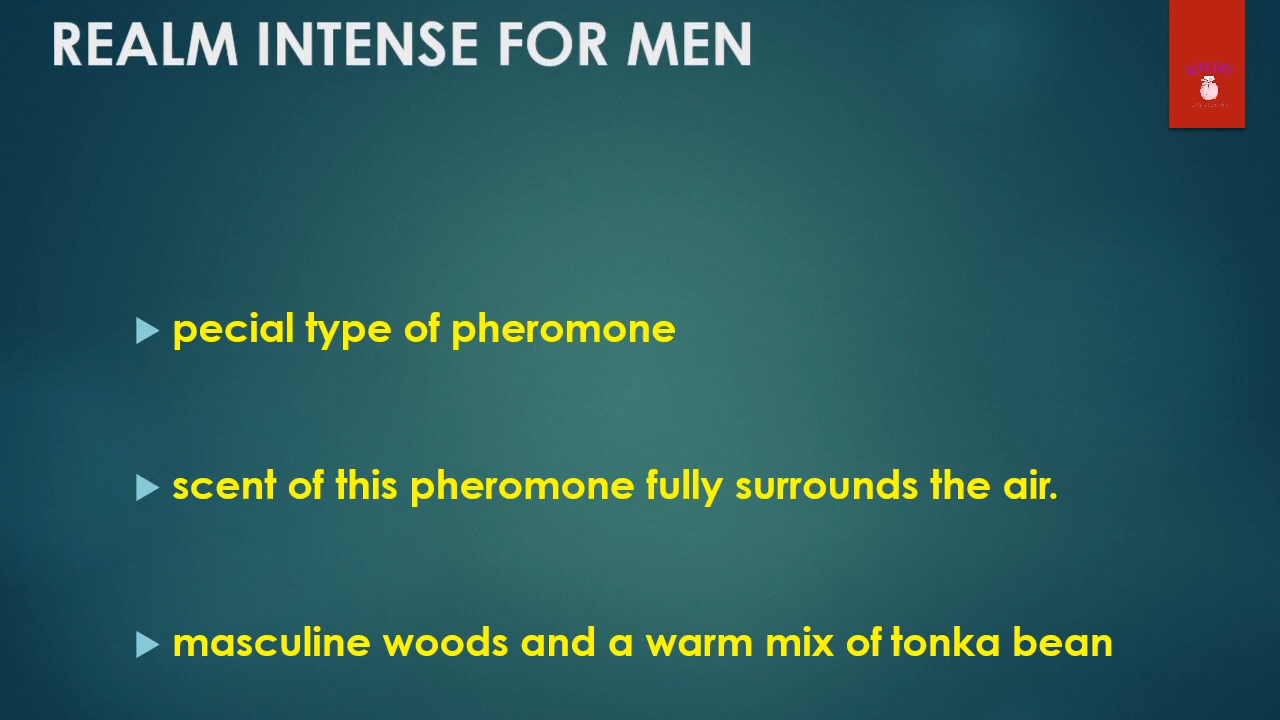 REALM INTENSE FOR MEN
pecial type of pheromone
scent of this pheromone fully surrounds the air.
masculine woods and a warm mix of tonka bean